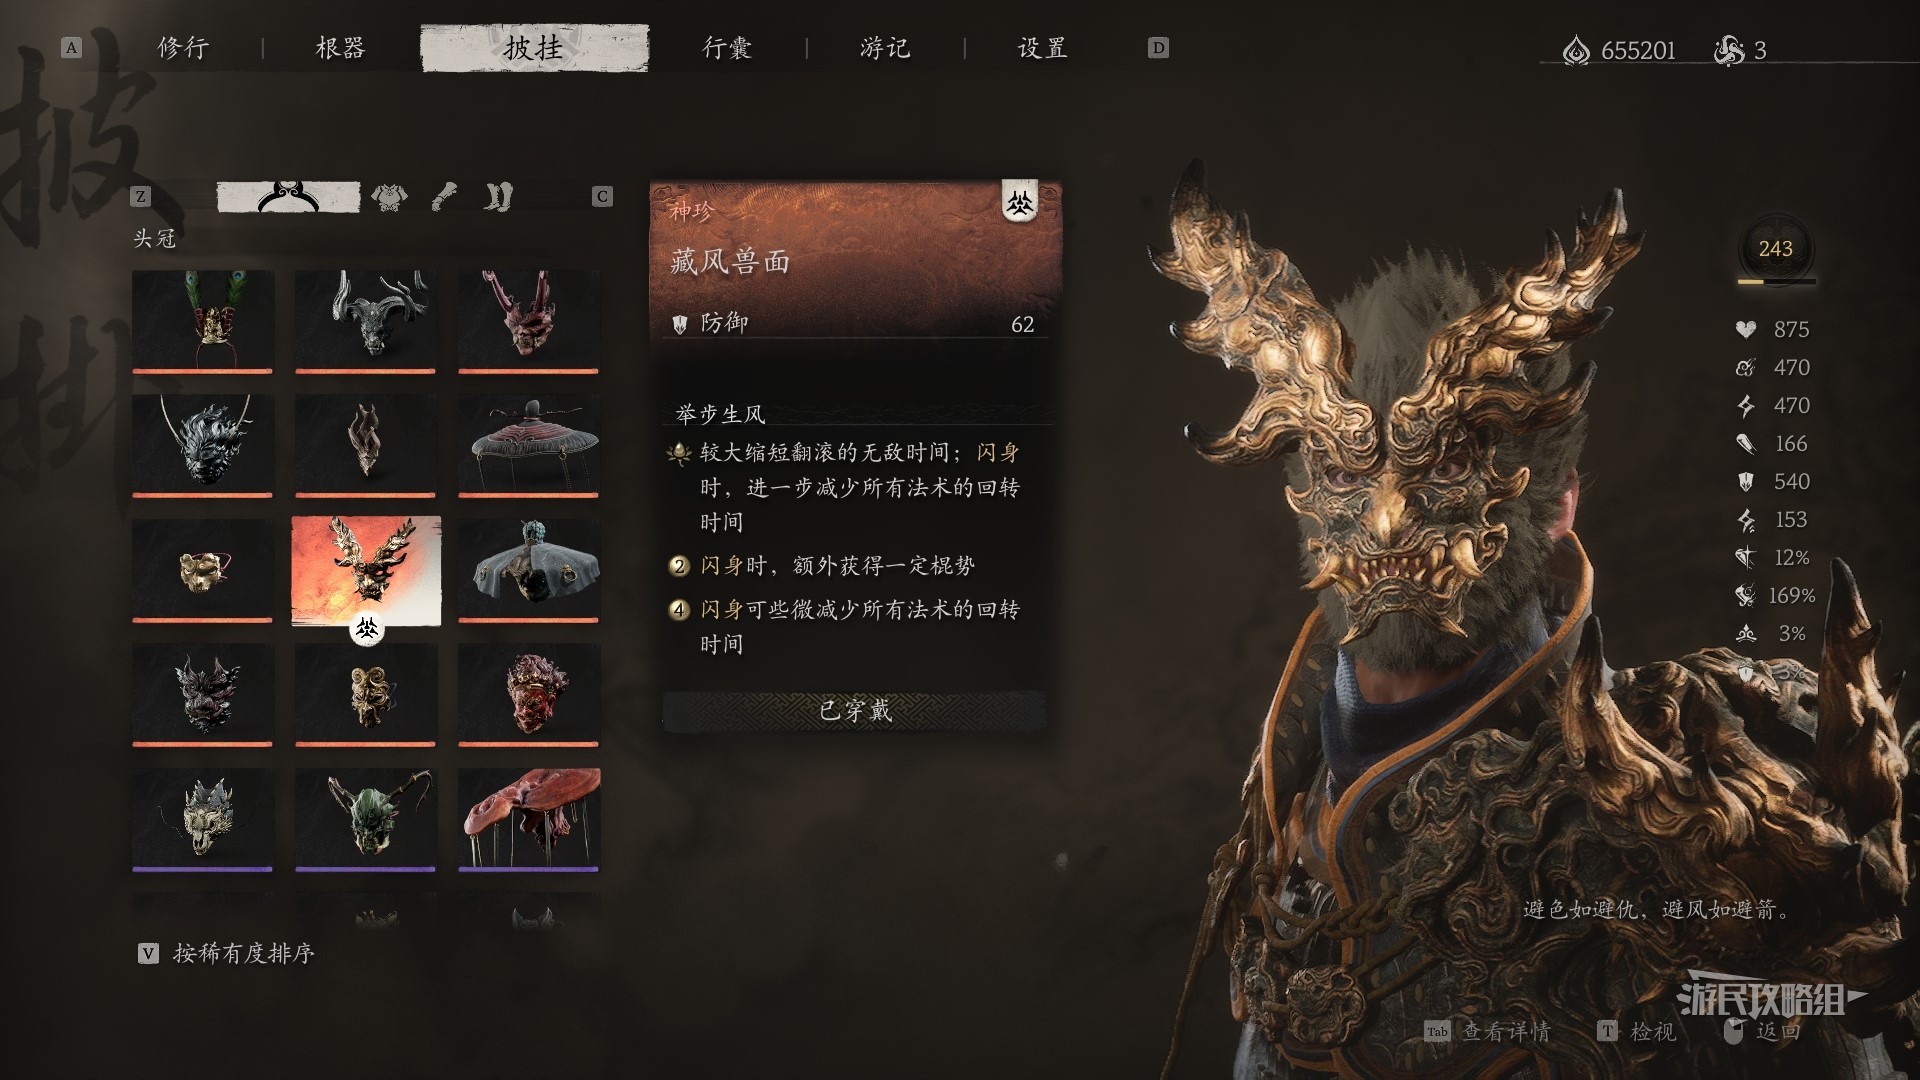 A 修行 根器 披挂 行囊 游记 设置 D
655201 3
披掛
Z C
头冠
神珍
藏风兽面
防御 62
举步生风
较大缩短翻滚的无敌时间；闪身
时，进一步减少所有法术的回转
时间
2 闪身时，额外获得一定棍势
4 闪身可些微减少所有法术的回转
时间
已穿戴
V 按稀有度排序
243
875
470
470
166
540
153
12%
169%
3%
避色如避仇，避风如避箭。
游民攻略组
Tab 查看详情 T 检视 返回